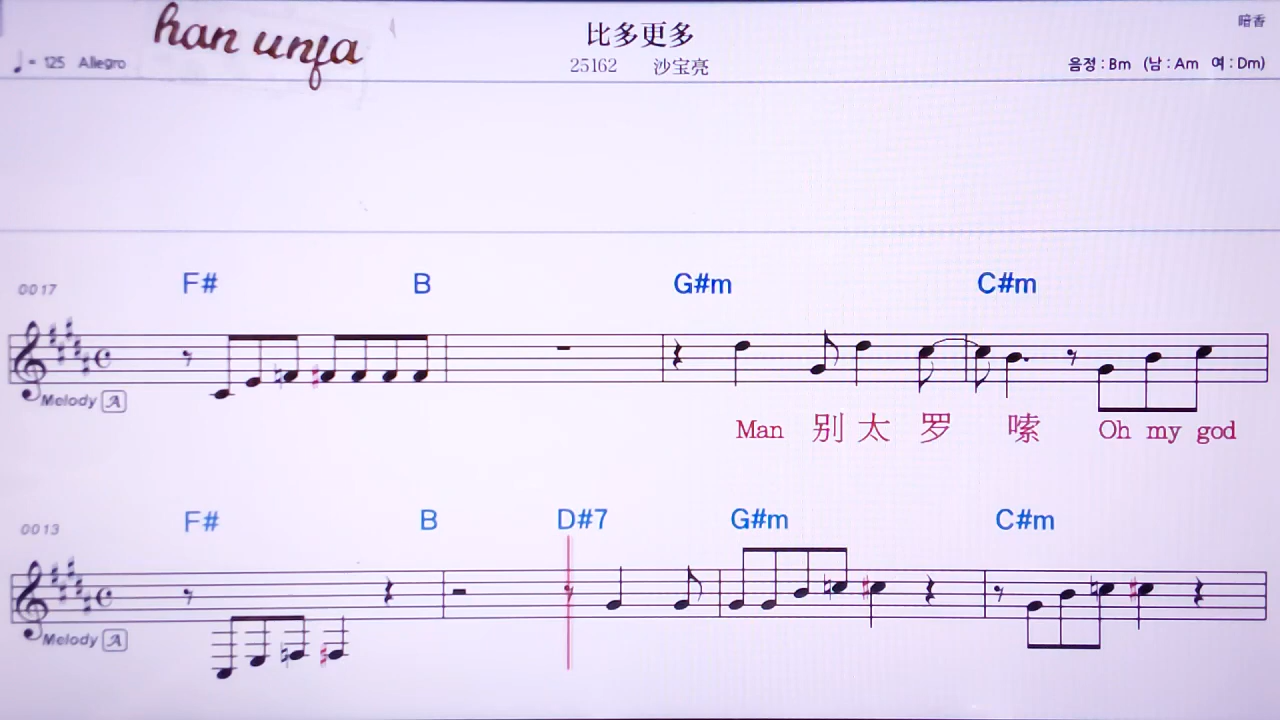 han unfa
比多更多
暗香
♩= 125 Allegro
25162 沙宝亮
음정 : Bm (남 : Am 여 : Dm)
0017
F# B G#m C#m
Melody A
Man 别 太 罗 嗦 Oh my god
0013
F# B D#7 G#m C#m
Melody A